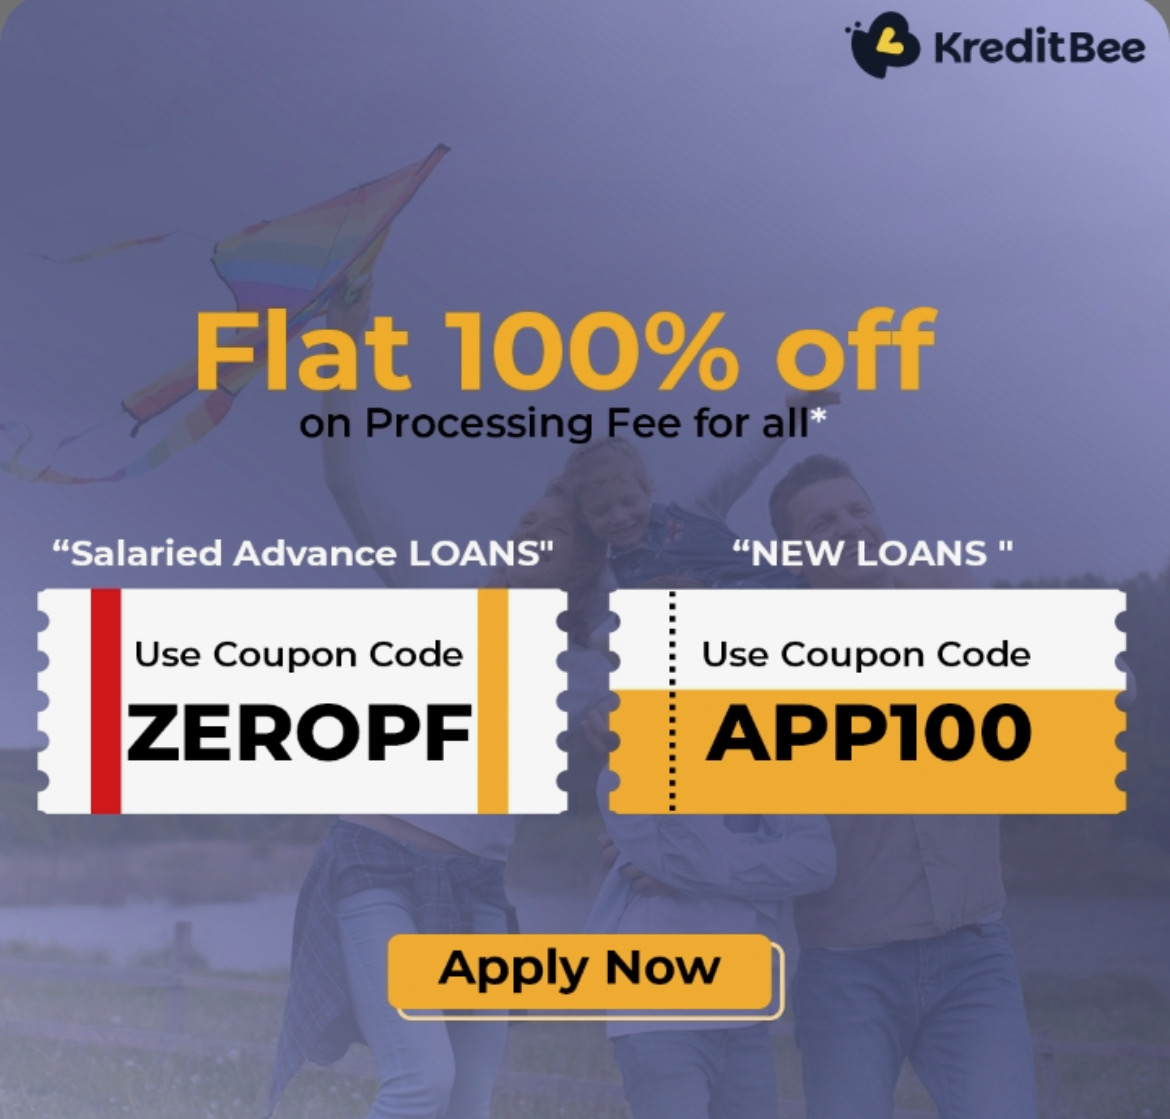 KreditBee
Flat 100% off
on Processing Fee for all*
“Salaried Advance LOANS"
Use Coupon Code
ZEROPF
“NEW LOANS "
Use Coupon Code
APP100
Apply Now